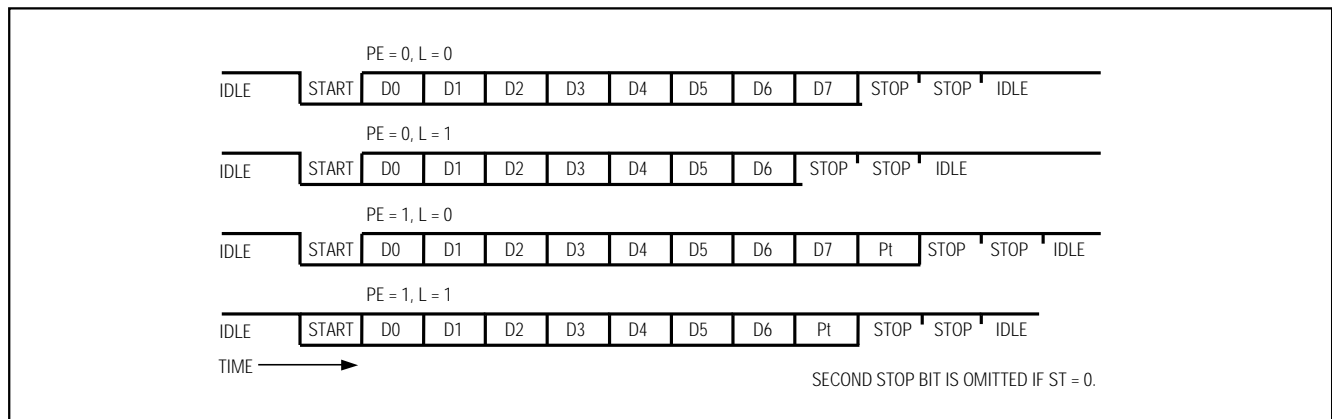 PE = 0, L = 0
IDLE START D0 D1 D2 D3 D4 D5 D6 D7 STOP STOP IDLE
PE = 0, L = 1
IDLE START D0 D1 D2 D3 D4 D5 D6 STOP STOP IDLE
PE = 1, L = 0
IDLE START D0 D1 D2 D3 D4 D5 D6 D7 Pt STOP STOP IDLE
PE = 1, L = 1
IDLE START D0 D1 D2 D3 D4 D5 D6 Pt STOP STOP IDLE
TIME
SECOND STOP BIT IS OMITTED IF ST = 0.